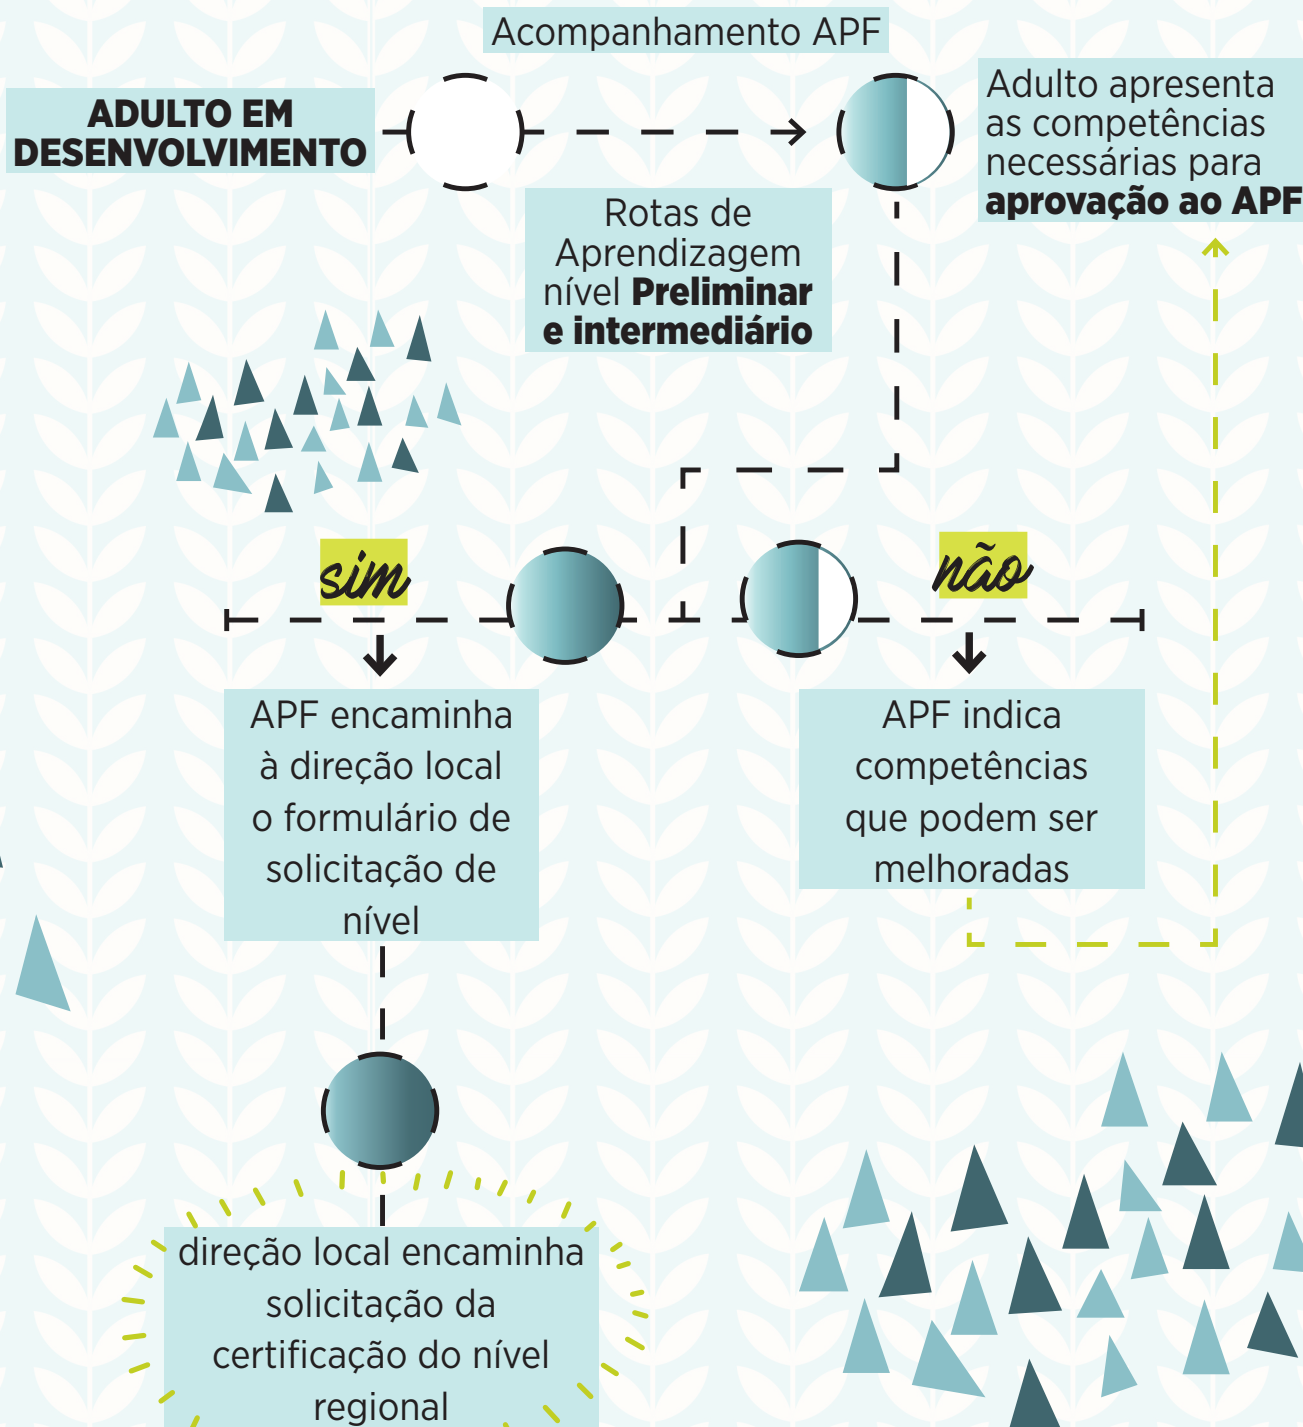 Acompanhamento APF
ADULTO EM
DESENVOLVIMENTO
Rotas de
Aprendizagem
nível Preliminar
e intermediário
Adulto apresenta
as competências
necessárias para
aprovação ao APF
sim
não
APF encaminha
à direção local
o formulário de
solicitação de
nível
APF indica
competências
que podem ser
melhoradas
direção local encaminha
solicitação da
certificação do nível
regional